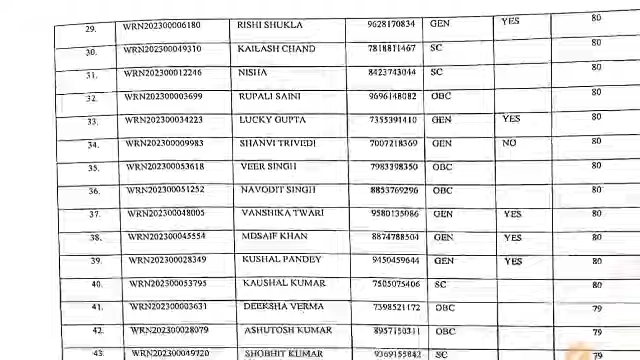 29. WRN202300006180 RISHI SHUKLA 9628170834 GEN YES 80
30. WRN202300049310 KAILASH CHAND 7818811467 SC 80
31. WRN202300012246 NISHA 8423743044 SC 80
32. WRN202300003699 RUPALI SAINI 9696148082 OBC 80
33. WRN202300034223 LUCKY GUPTA 7355391410 GEN YES 80
34. WRN202300009983 SHANVI TRIVEDI 7007218369 GEN NO 80
35. WRN202300053618 VEER SINGH 7983398350 OBC 80
36. WRN202300051252 NAVODIT SINGH 8853769296 OBC 80
37. WRN202300048005 VANSHIKA TWARI 9580135086 GEN YES 80
38. WRN202300045554 MDSAIF KHAN 8874788504 GEN YES 80
39. WRN202300028349 KUSHAL PANDEY 9450459644 GEN YES 80
40. WRN202300053795 KAUSHAL KUMAR 7505075406 SC 80
41. WRN202300003631 DEEKSHA VERMA 7398521172 OBC 79
42. WRN202300028079 ASHUTOSH KUMAR 8957150311 OBC 79
43. WRN202300049720 SHOBHIT KUMAR 9369155842 SC 79